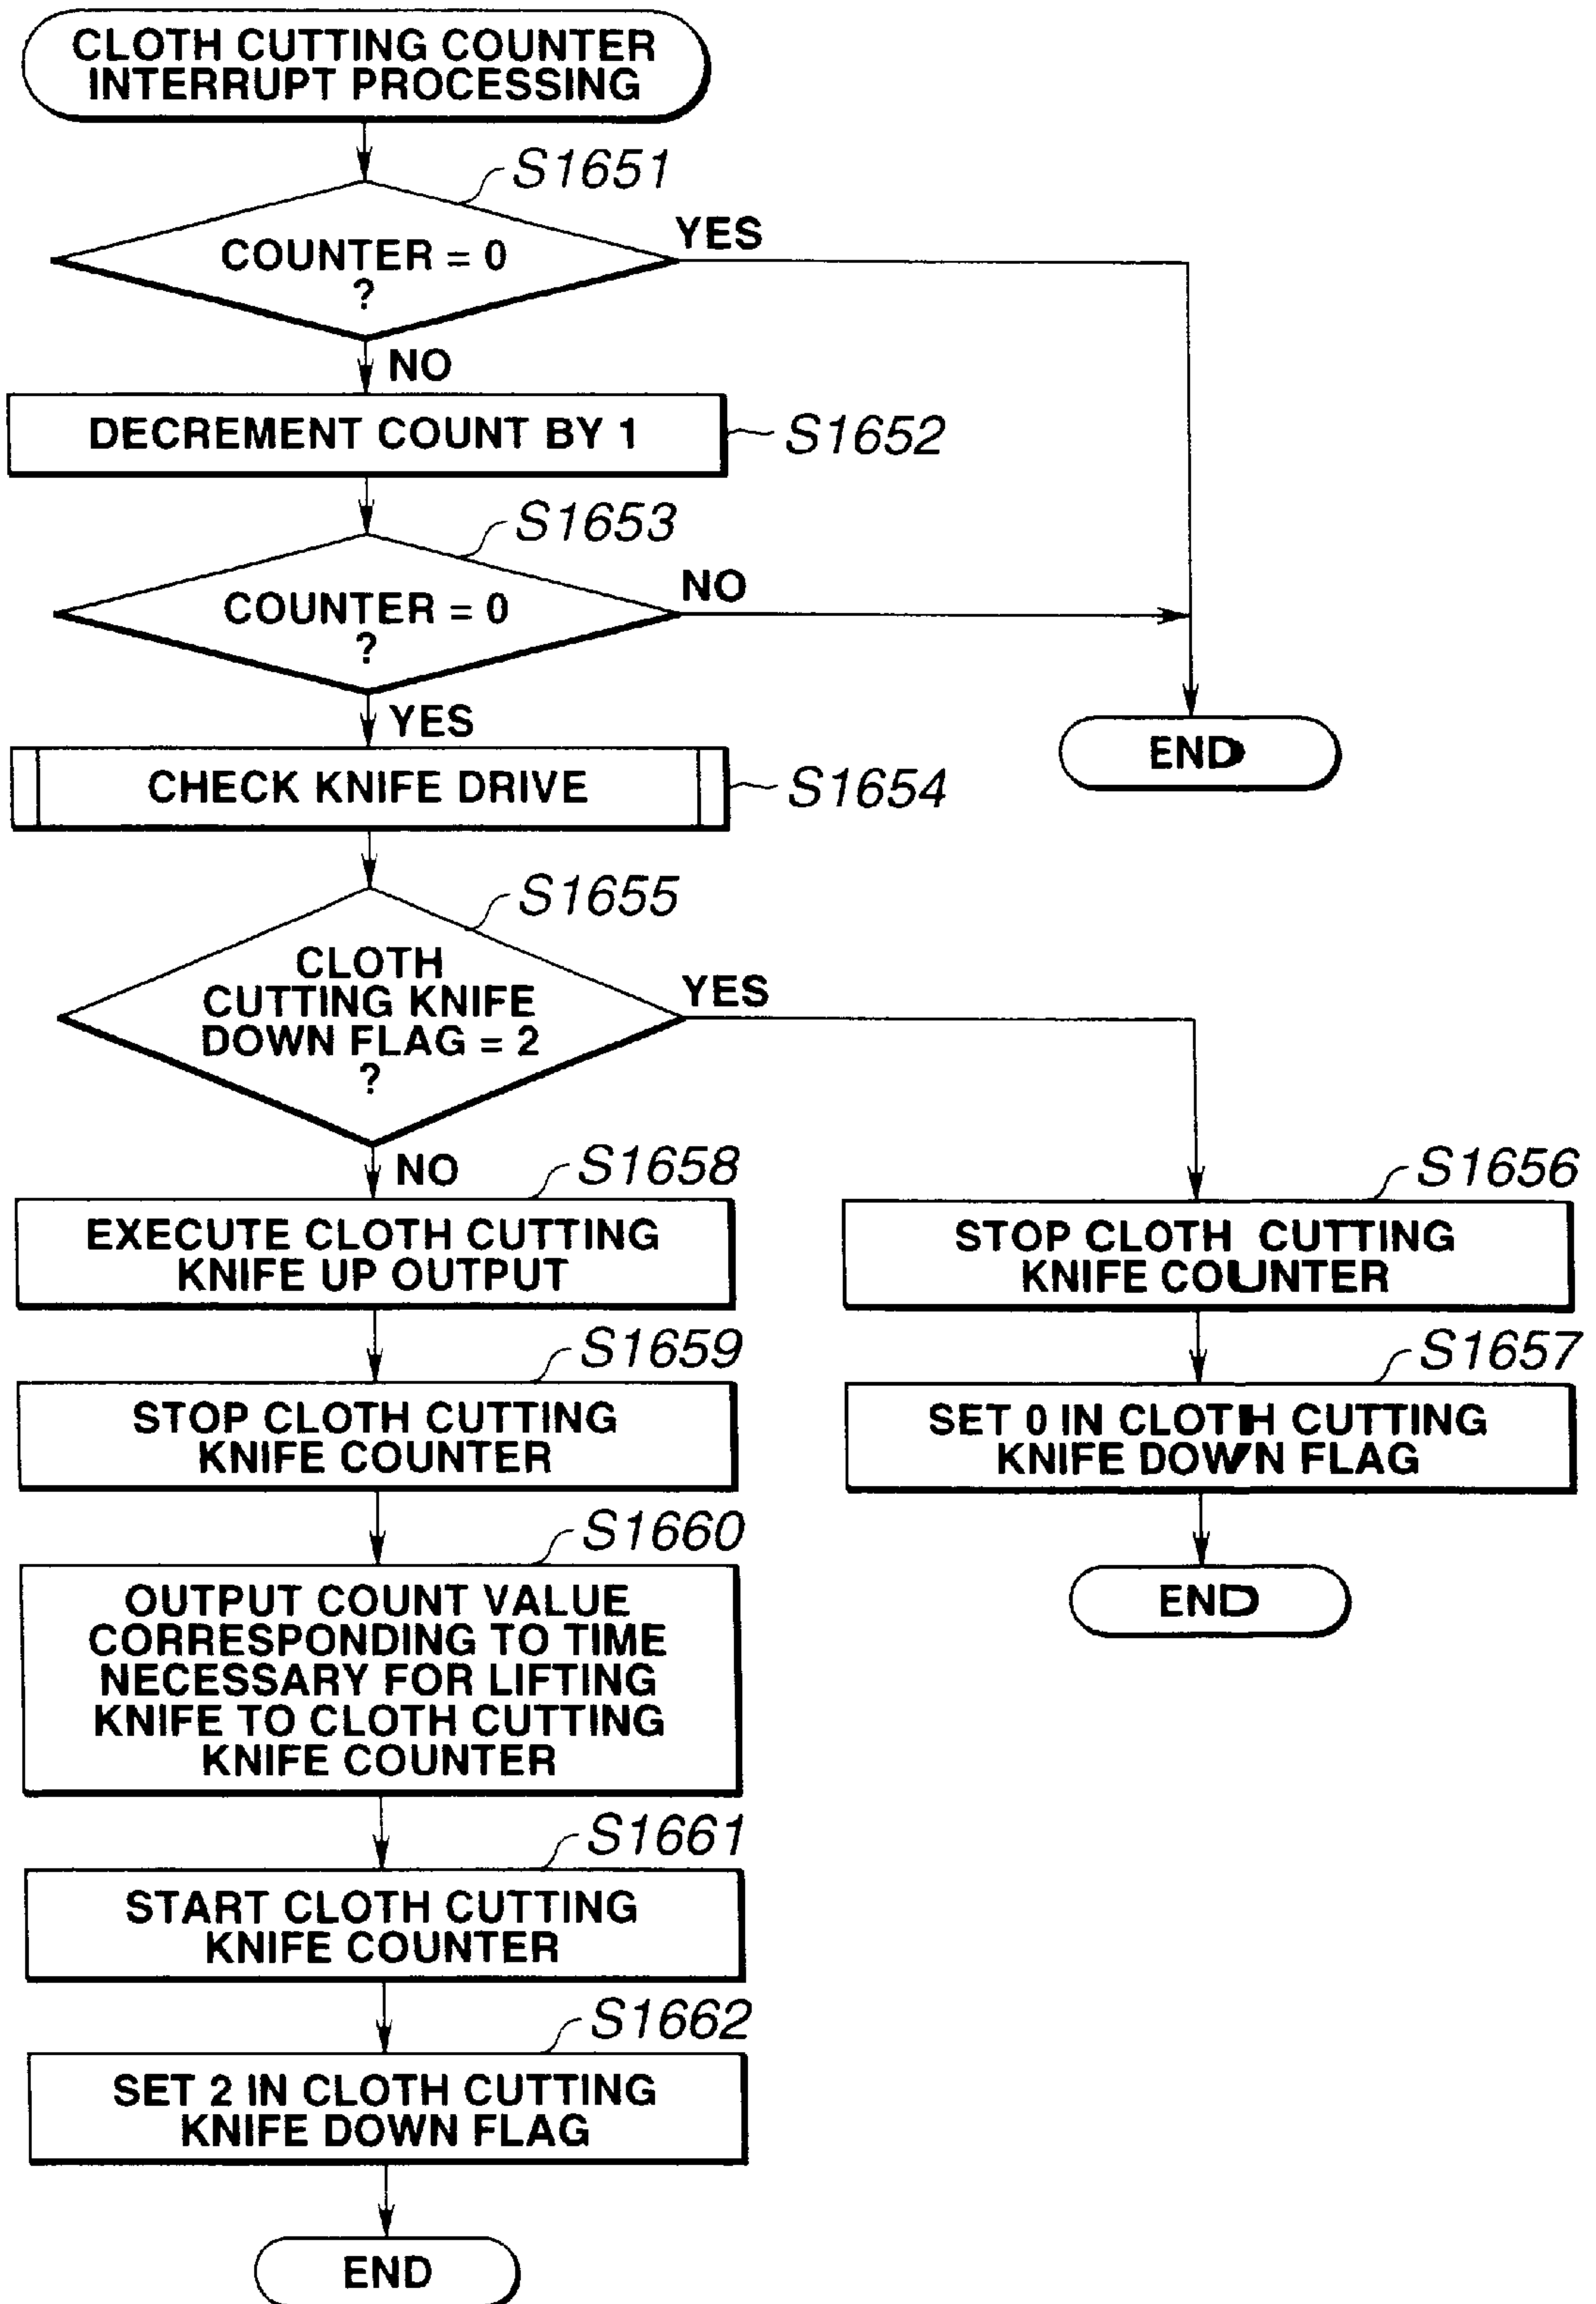 CLOTH CUTTING COUNTER
INTERRUPT PROCESSING
S1651
COUNTER = 0
?
YES
NO
DECREMENT COUNT BY 1
S1652
S1653
COUNTER = 0
?
NO
YES
END
CHECK KNIFE DRIVE
S1654
S1655
CLOTH
CUTTING KNIFE
DOWN FLAG = 2
?
YES
NO
S1658
EXECUTE CLOTH CUTTING
KNIFE UP OUTPUT
S1656
STOP CLOTH CUTTING
KNIFE COUNTER
S1659
STOP CLOTH CUTTING
KNIFE COUNTER
S1657
SET 0 IN CLOTH CUTTING
KNIFE DOWN FLAG
END
S1660
OUTPUT COUNT VALUE
CORRESPONDING TO TIME
NECESSARY FOR LIFTING
KNIFE TO CLOTH CUTTING
KNIFE COUNTER
S1661
START CLOTH CUTTING
KNIFE COUNTER
S1662
SET 2 IN CLOTH CUTTING
KNIFE DOWN FLAG
END